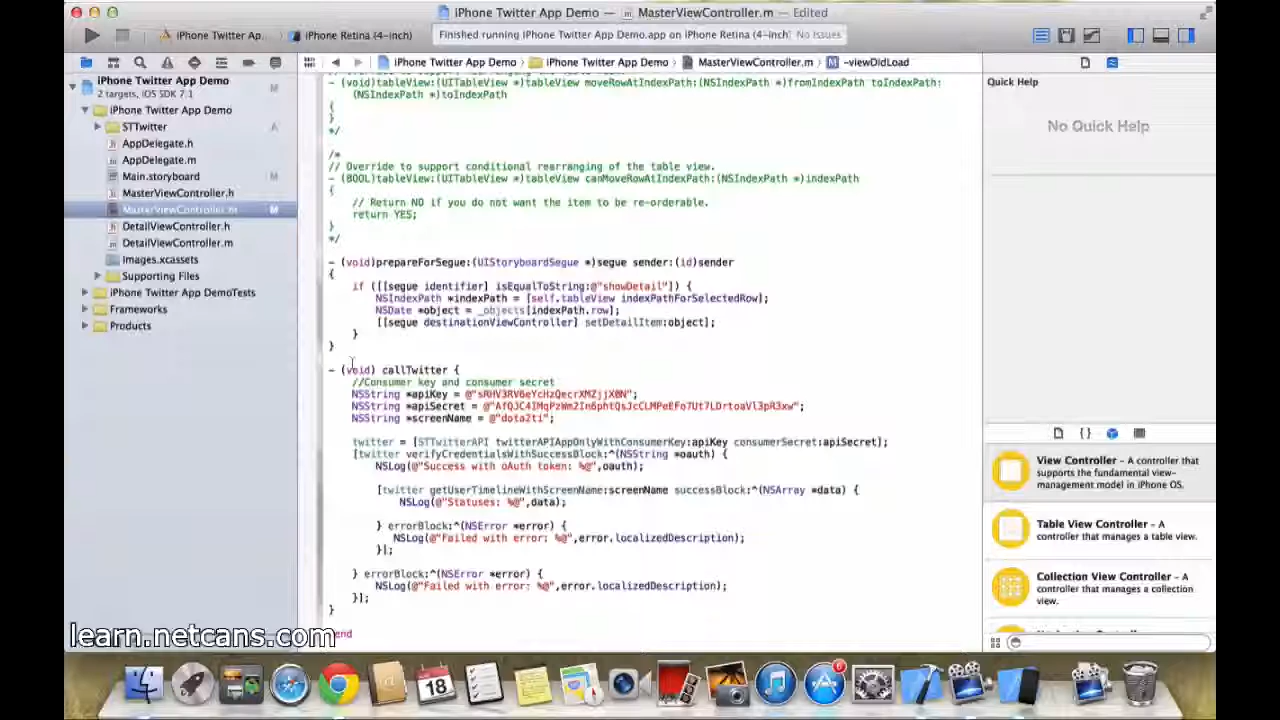 iPhone Twitter App Demo — MasterViewController.m — Edited
iPhone Twitter Ap... iPhone Retina (4-inch) Finished running iPhone Twitter App Demo.app on iPhone Retina (4-inch) No Issues
iPhone Twitter App Demo iPhone Twitter App Demo MasterViewController.m M -viewDidLoad
iPhone Twitter App Demo
2 targets, iOS SDK 7.1 M
iPhone Twitter App Demo
STTwitter A
h AppDelegate.h
m AppDelegate.m
Main.storyboard M
h MasterViewController.h
MasterViewController.m M
h DetailViewController.h
m DetailViewController.m
Images.xcassets
Supporting Files
iPhone Twitter App DemoTests
Frameworks
Products
- (void)tableView:(UITableView *)tableView moveRowAtIndexPath:(NSIndexPath *)fromIndexPath toIndexPath:
(NSIndexPath *)toIndexPath
{
}
*/
/*
// Override to support conditional rearranging of the table view.
- (BOOL)tableView:(UITableView *)tableView canMoveRowAtIndexPath:(NSIndexPath *)indexPath
{
// Return NO if you do not want the item to be re-orderable.
return YES;
}
*/
- (void)prepareForSegue:(UIStoryboardSegue *)segue sender:(id)sender
{
if ([[segue identifier] isEqualToString:@"showDetail"]) {
NSIndexPath *indexPath = [self.tableView indexPathForSelectedRow];
NSDate *object = _objects[indexPath.row];
[[segue destinationViewController] setDetailItem:object];
}
}
- (void) callTwitter {
//Consumer key and consumer secret
NSString *apiKey = @"
NSString *apiSecret = @"
NSString *screenName = @"dota2ti";
twitter = [STTwitterAPI twitterAPIAppOnlyWithConsumerKey:apiKey consumerSecret:apiSecret];
[twitter verifyCredentialsWithSuccessBlock:^(NSString *oauth) {
NSLog(@"Success with oAuth token: %@",oauth);
[twitter getUserTimelineWithScreenName:screenName successBlock:^(NSArray *data) {
NSLog(@"Statuses: %@",data);
} errorBlock:^(NSError *error) {
NSLog(@"Failed with error: %@",error.localizedDescription);
}];
} errorBlock:^(NSError *error) {
NSLog(@"Failed with error: %@",error.localizedDescription);
}];
}
end
Quick Help
No Quick Help
{}
View Controller - A
controller that supports the
fundamental view-
management model in iPhone OS.
Table View Controller - A
controller that manages a table view.
Collection View Controller - A
controller that manages a collection
view.
learn.netcans.com
18
6